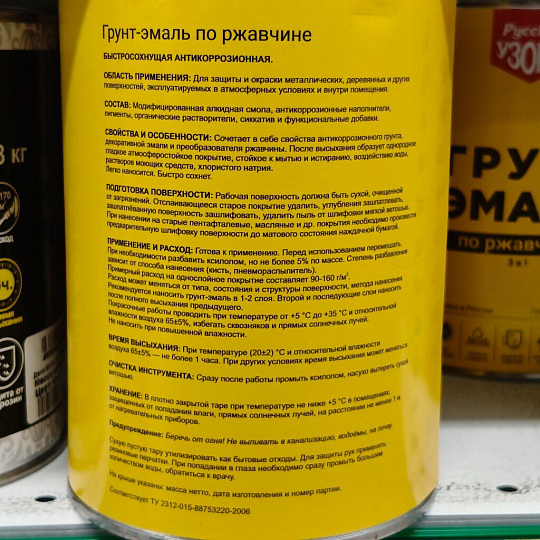 Грунт-эмаль по ржавчине
БЫСТРОСОХНУЩАЯ АНТИКОРРОЗИОННАЯ.
ОБЛАСТЬ ПРИМЕНЕНИЯ: Для защиты и окраски металлических, деревянных и других
поверхностей, эксплуатируемых в атмосферных условиях и внутри помещения.
СОСТАВ: Модифицированная алкидная смола, антикоррозионные наполнители,
пигменты, органические растворители, сиккатив и функциональные добавки.
СВОЙСТВА И ОСОБЕННОСТИ: Сочетает в себе свойства антикоррозионного грунта,
декоративной эмали и преобразователя ржавчины. После высыхания образует однородное
гладкое атмосферостойкое покрытие, стойкое к мытью и истиранию, воздействию воды,
растворов моющих средств, хлористого натрия.
Легко наносится. Быстро сохнет.
ПОДГОТОВКА ПОВЕРХНОСТИ: Рабочая поверхность должна быть сухой, очищенной
от загрязнений. Отслаивающееся старое покрытие удалить, углубления зашпатлевать,
зашпатлёванную поверхность зашлифовать, удалить пыль от шлифовки мягкой ветошью.
При нанесении на старые пентафталевые, масляные и др. покрытия необходимо произвести
предварительную шлифовку поверхности до матового состояния наждачной бумагой.
ПРИМЕНЕНИЕ И РАСХОД: Готова к применению. Перед использованием перемешать.
При необходимости разбавить ксилолом, но не более 5% по массе. Степень разбавления
зависит от способа нанесения (кисть, пневмораспылитель).
Примерный расход на однослойное покрытие составляет 90-160 г/м².
Расход может меняться от типа, состояния и структуры поверхности, метода нанесения.
Рекомендуется наносить грунт-эмаль в 1-2 слоя. Второй и последующие слои наносить
после полного высыхания предыдущего.
Покрасочные работы проводить при температуре от +5 °С до +35 °С и относительной
влажности воздуха 65±5%, избегать сквозняков и прямых солнечных лучей.
Не наносить при повышенной влажности.
ВРЕМЯ ВЫСЫХАНИЯ: При температуре (20±2) °С и относительной влажности
воздуха 65±5% — не более 1 часа. При других условиях время высыхания может меняться.
ОЧИСТКА ИНСТРУМЕНТА: Сразу после работы промыть ксилолом, насухо вытереть сухой
ветошью.
ХРАНЕНИЕ: В плотно закрытой таре при температуре не ниже +5 °С в помещениях,
защищенных от попадания влаги, прямых солнечных лучей, на расстоянии не менее 1 м
от нагревательных приборов.
Предупреждение: Беречь от огня! Не выливать в канализацию, водоёмы, на почву.
Сухую пустую тару утилизировать как бытовые отходы. Для защиты рук применять
резиновые перчатки. При попадании в глаза необходимо сразу промыть большим
количеством воды, обратиться к врачу.
На крыше указаны: масса нетто, дата изготовления и номер партии.
Соответствует ТУ 2312-015-88753220-2006
3 кг
170
Русск
УЗО
ГРУ
ЭМА
по ржавч
3 в 1